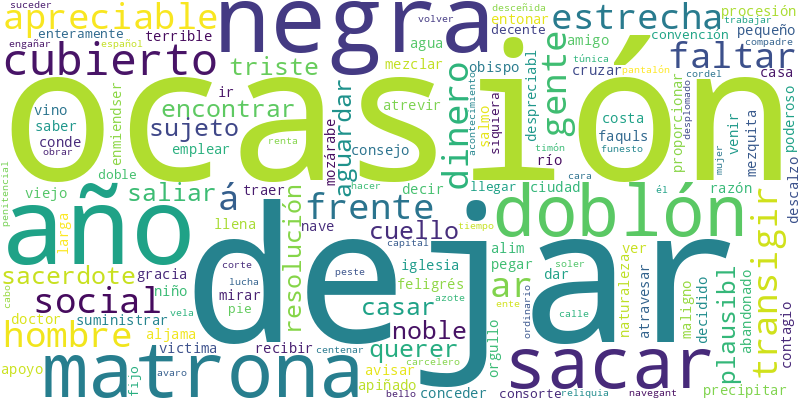 suceder
apreciable
negra
desceñida
entonar
volver
decente
estrecha
procesión
trabajar
engañar
español
enteramente
terrible
agua
amigo
convención
pequeño
compadre
cubierto
triste
mezclar
obispo
cruzar
túnica
pantalón
faltar
casa
ocasión
vino
saber
conde
obrar
enmiendser
ir
encontrar
sujeto
emplear
doble
renta
mozárabe
aguardar
atrevir
consejo
dinero
acontecimiento
salmo
siquiera
despreciabl
gente
costa
faquls
río
timón
funesto
cordel
proporcionar
desplomado
venir
mezquita
poderoso
descalzo
penitencial
año
viejo
saliar
á
traer
hacer
decir
llegar
ciudad
cara
mujer
él
razón
larga
llena
resolución
frente
nave
cuello
tiempo
doblón
transigir
sacerdote
gracia
niño
mirar
corte
lucha
pie
capital
peste
iglesia
feligrés
azote
alim
pegar
ar
ente
dar
soler
ordinario
calle
naturaleza
ver
atravesar
maligno
decidido
plausibl
abandonado
contagio
cabo
social
doctor
suministrar
vela
aljama
casar
noble
hombre
victima
recibir
centenar
querer
carcelero
orgullo
dejar
apoyo
fijo
matrona
avaro
avisar
apiñado
bello
conceder
consorte
reliquia
sacar
navegant
precipitar